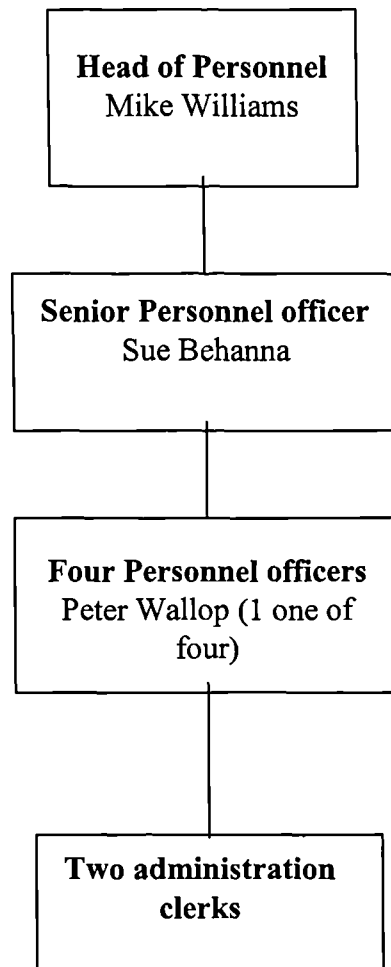 Head of Personnel
Mike Williams
Senior Personnel officer
Sue Behanna
Four Personnel officers
Peter Wallop (1 one of
four)
Two administration
clerks